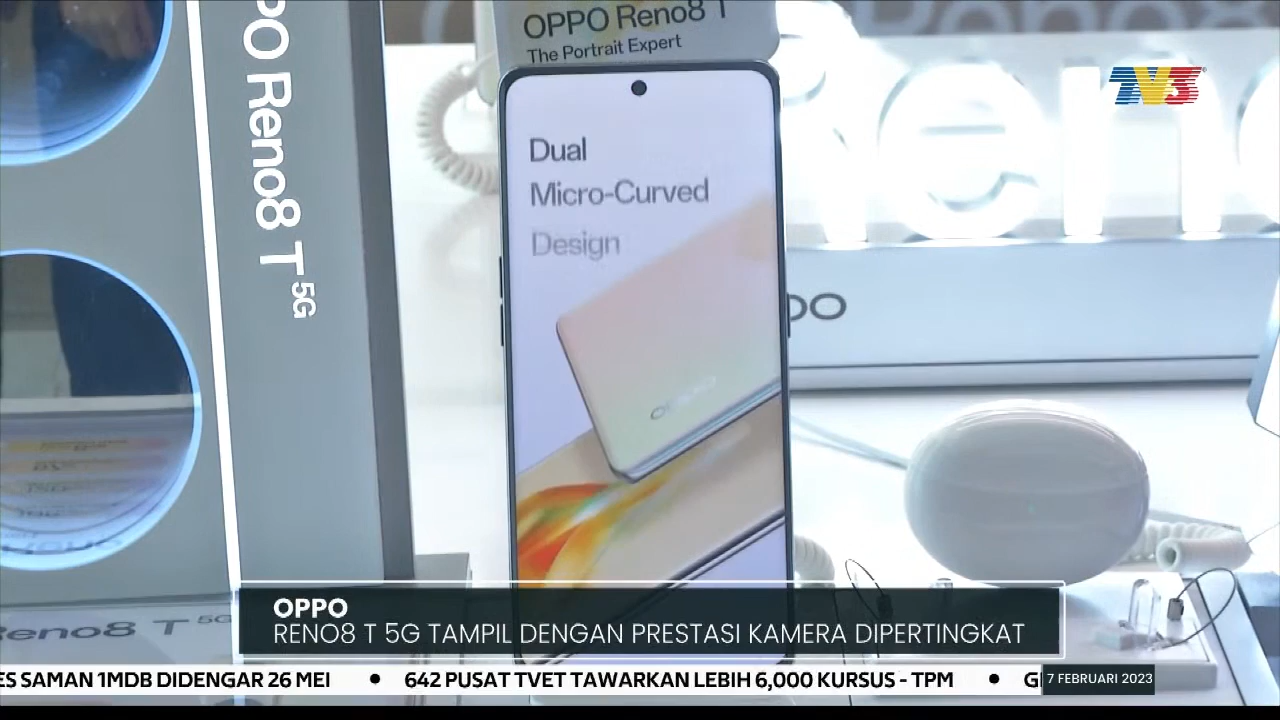 OPPO Reno8 T
The Portrait Expert
TV3
PO Reno8 T 5G
Dual
Micro-Curved
Design
OPPO
Reno8 T 5G
OPPO
RENO8 T 5G TAMPIL DENGAN PRESTASI KAMERA DIPERTINGKAT
ES SAMAN 1MDB DIDENGAR 26 MEI • 642 PUSAT TVET TAWARKAN LEBIH 6,000 KURSUS - TPM •
7 FEBRUARI 2023